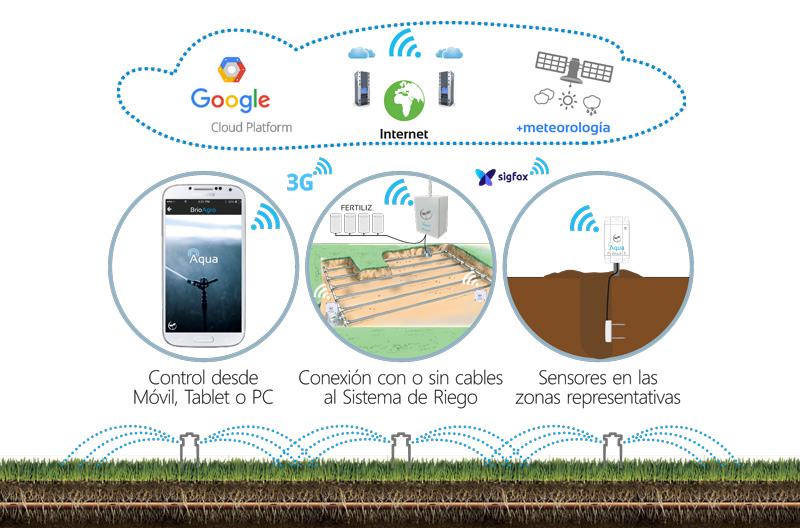 Google
Cloud Platform
Internet
+meteorología
3G
sigfox
BrioAgro
Aqua
FERTILIZ.
Aqua
Control desde
Móvil, Tablet o PC
Conexión con o sin cables
al Sistema de Riego
Sensores en las
zonas representativas